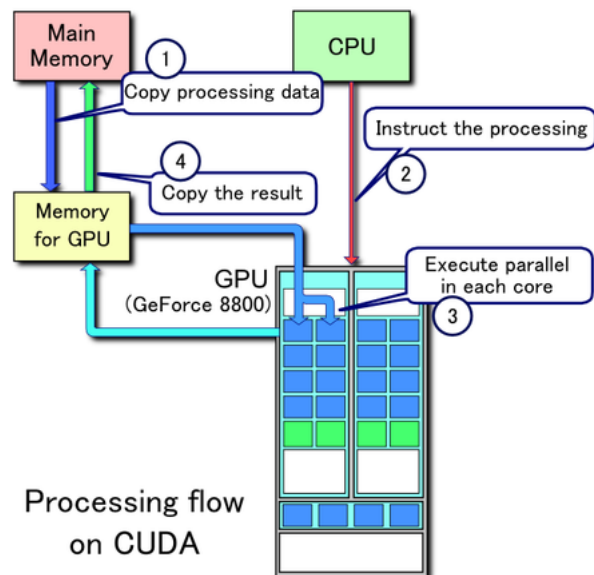 Main
Memory
1
Copy processing data
CPU
Instruct the processing
2
4
Copy the result
Memory
for GPU
GPU
(GeForce 8800)
Execute parallel
in each core
3
Processing flow
on CUDA